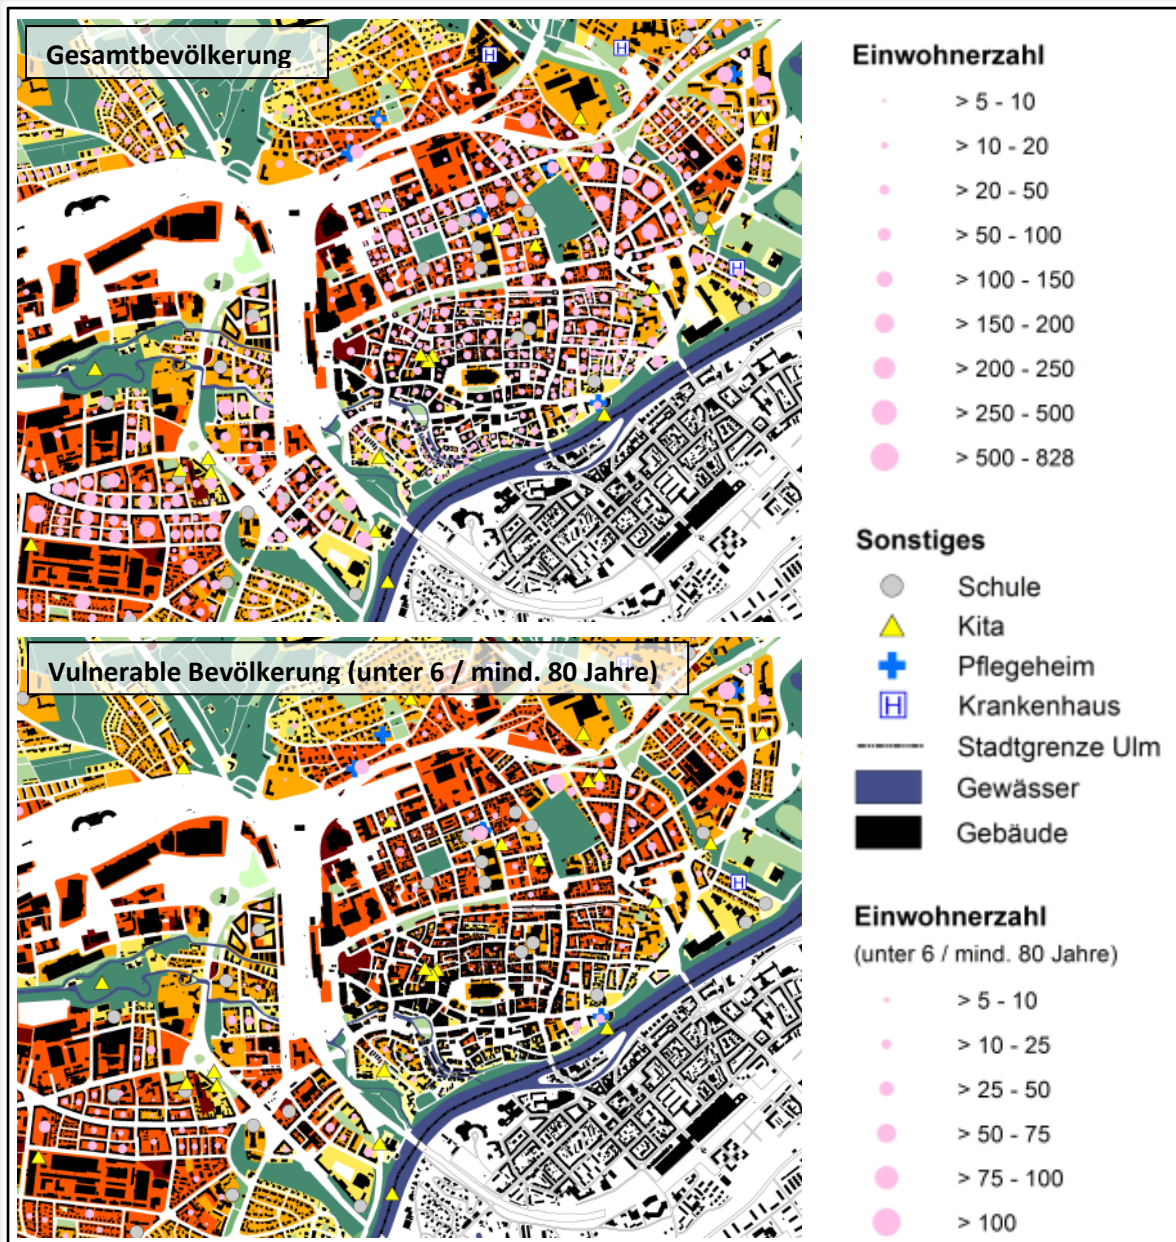 Gesamtbevölkerung
H
H
H
Vulnerable Bevölkerung (unter 6 / mind. 80 Jahre)
H
Einwohnerzahl
> 5 - 10
> 10 - 20
> 20 - 50
> 50 - 100
> 100 - 150
> 150 - 200
> 200 - 250
> 250 - 500
> 500 - 828
Sonstiges
Schule
Kita
Pflegeheim
H Krankenhaus
Stadtgrenze Ulm
Gewässer
Gebäude
Einwohnerzahl
(unter 6 / mind. 80 Jahre)
> 5 - 10
> 10 - 25
> 25 - 50
> 50 - 75
> 75 - 100
> 100